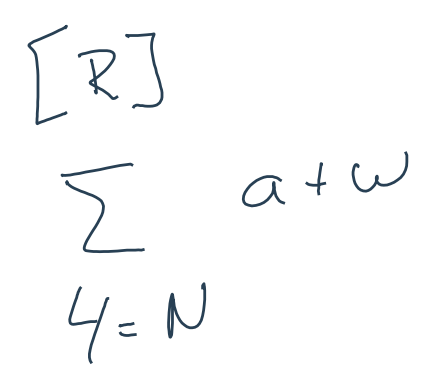 [R]
∑ a + w
4 = N